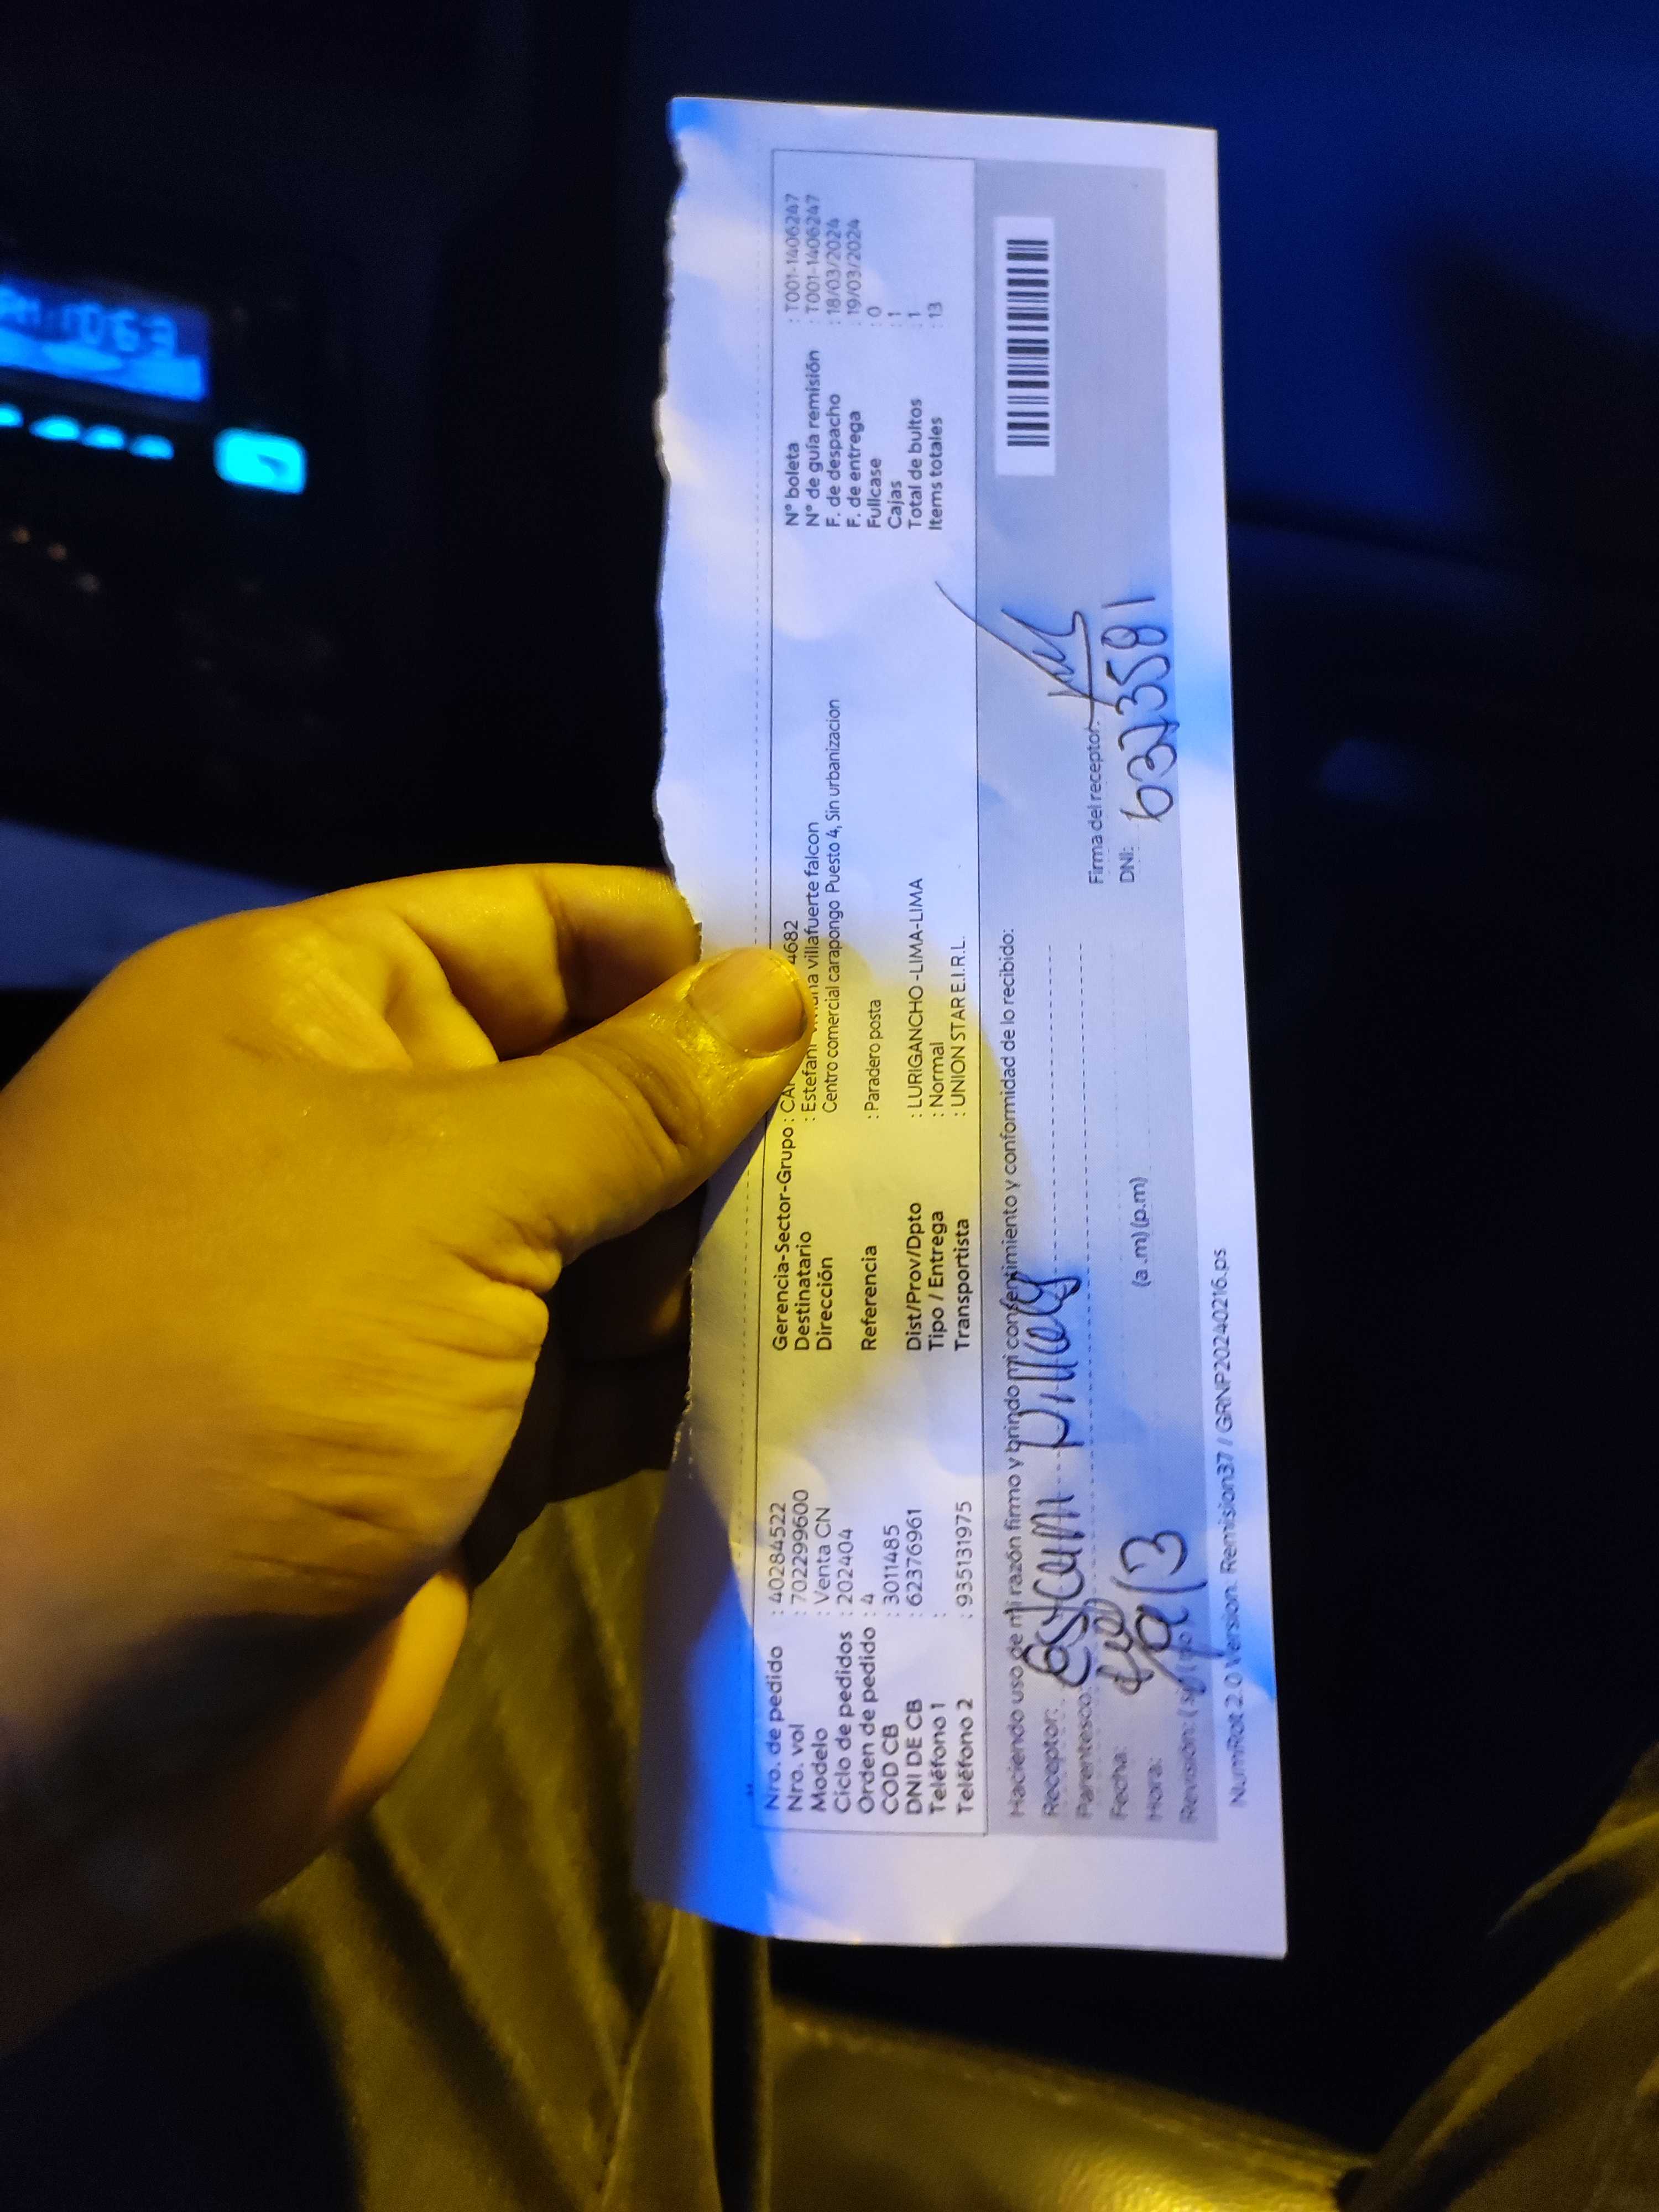 Nro. de pedido : 40284522
Nro. vol : 702299600
Modelo : Venta CN
Ciclo de pedidos : 202404
Orden de pedido : 4
COD CB : 3011485
DNI DE CB : 62376961
Teléfono 1 :
Teléfono 2 : 935131975
Gerencia-Sector-Grupo : 4682
Destinatario : villafuerte falcon
Dirección Centro comercial carapongo Puesto 4, Sin urbanizacion
Referencia : Paradero posta
Dist/Prov/Dpto : LURIGANCHO -LIMA-LIMA
Tipo / Entrega : Normal
Transportista : UNION STAR E.I.R.L.
N° boleta : T001-1406247
N° de guía remisión : T001-1406247
F. de despacho : 18/03/2024
F. de entrega : 19/03/2024
Fullcase : 0
Cajas : 1
Total de bultos : 1
Items totales : 13
Haciendo uso de mi razón firmo y brindo mi consentimiento y conformidad de lo recibido:
Receptor:
Parentesco:
Fecha: 19/3
Hora: (a.m) (p.m)
Revisión:
Firma del receptor:
DNI:
NumRot 2.0 Version. Remision37 / GRNP20240216.ps